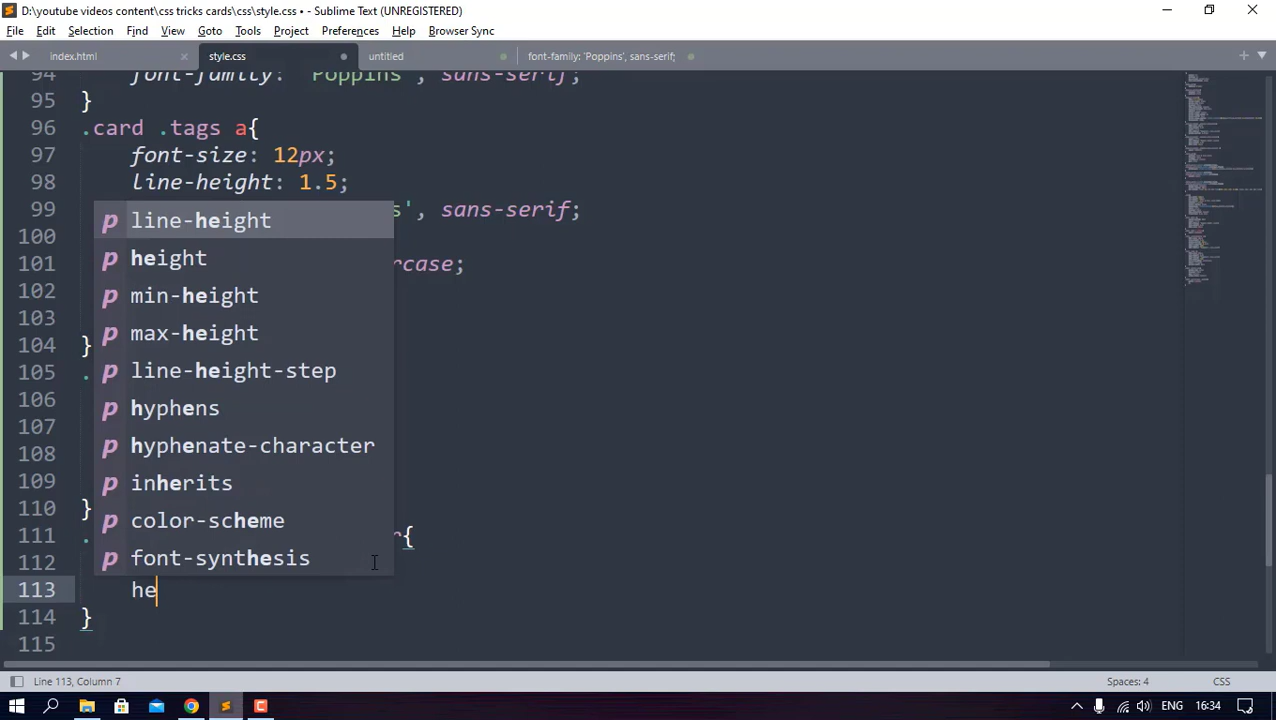 D:\youtube videos content\css tricks cards\css\style.css • - Sublime Text (UNREGISTERED)
File Edit Selection Find View Goto Tools Project Preferences Help Browser Sync
index.html style.css untitled font-family: 'Poppins', sans-serif;
94 font-family: 'Poppins', sans-serif;
95 }
96 .card .tags a{
97 font-size: 12px;
98 line-height: 1.5;
99 s', sans-serif;
100
101 rcase;
102
103
104 }
105 .
106
107
108
109
110 }
111 . r{
112
113 he
114 }
115
p line-height
p height
p min-height
p max-height
p line-height-step
p hyphens
p hyphenate-character
p inherits
p color-scheme
p font-synthesis
Line 113, Column 7 Spaces: 4 CSS
ENG 16:34